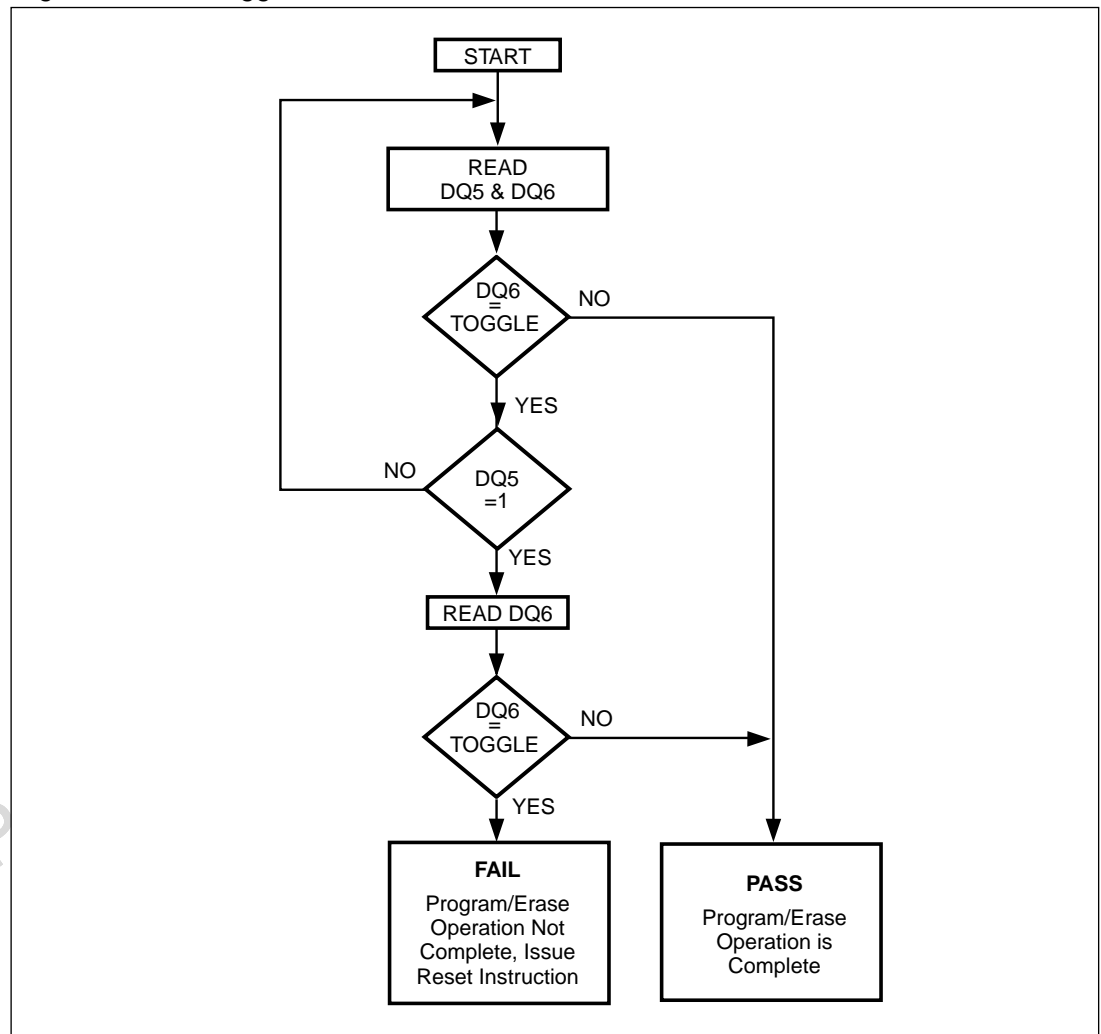 START
READ
DQ5 & DQ6
DQ6
=
TOGGLE
NO
YES
NO
DQ5
=1
YES
READ DQ6
DQ6
=
TOGGLE
NO
YES
FAIL
Program/Erase
Operation Not
Complete, Issue
Reset Instruction
PASS
Program/Erase
Operation is
Complete